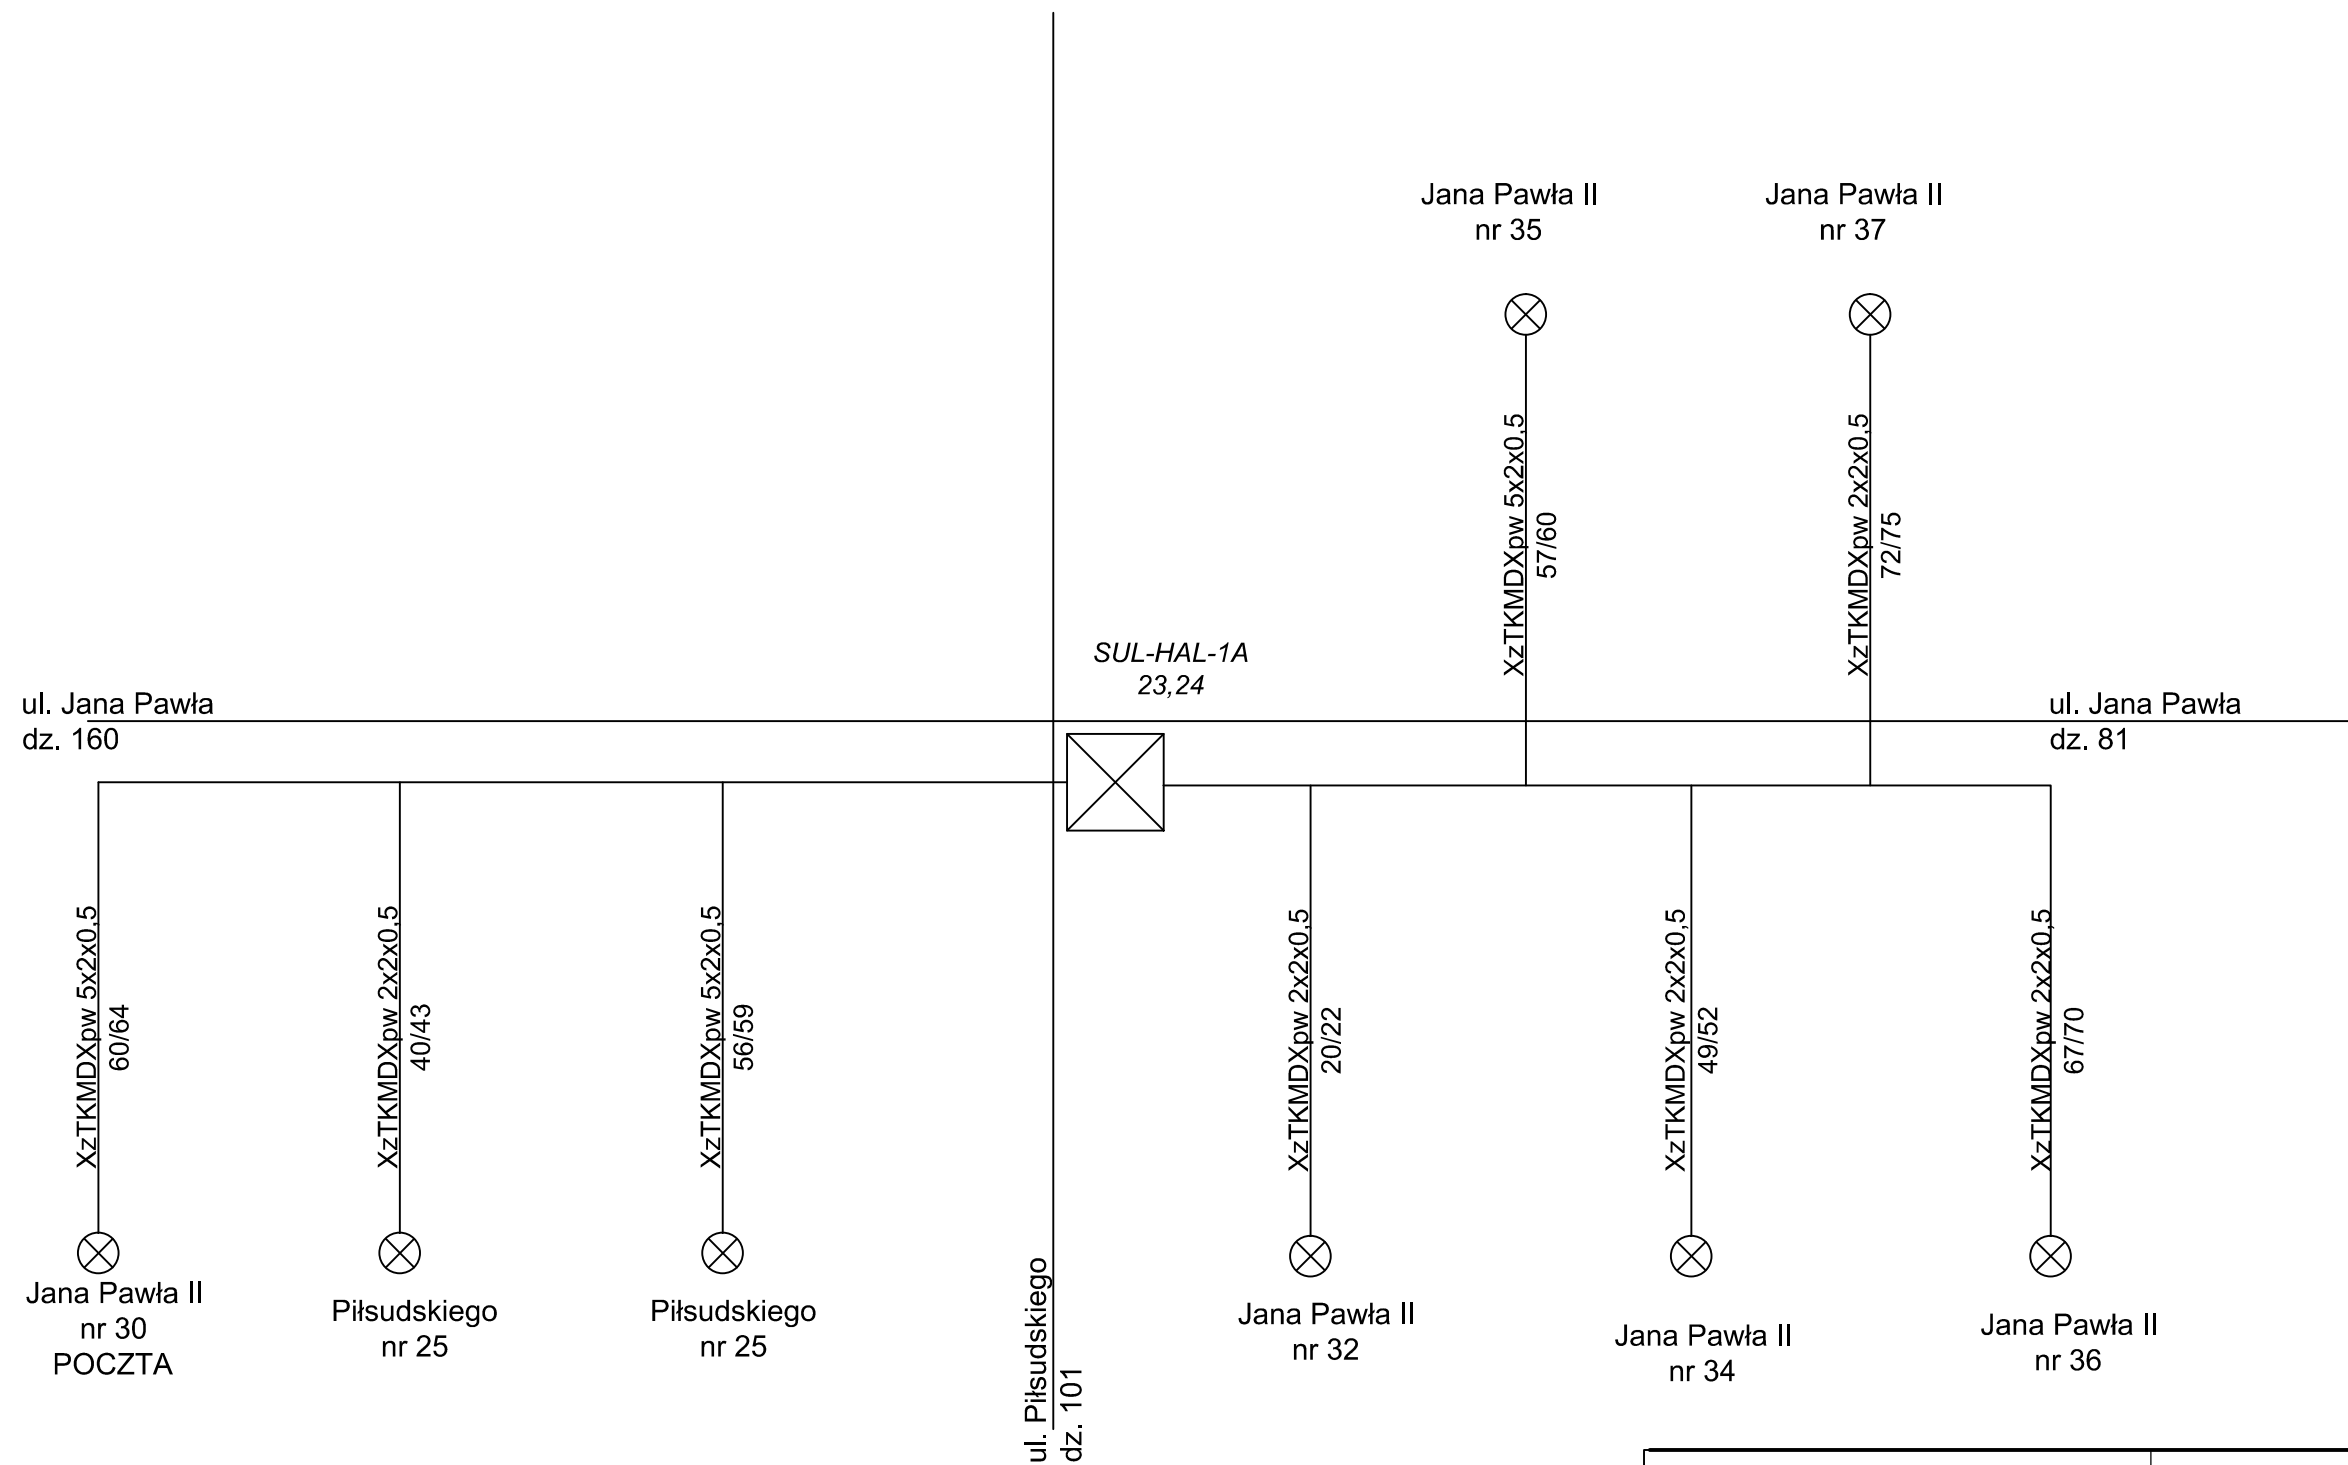 Jana Pawła II
nr 35
Jana Pawła II
nr 37
XzTKMDXpw 5x2x0,5
57/60
XzTKMDXpw 2x2x0,5
72/75
SUL-HAL-1A
23,24
ul. Jana Pawła
dz. 160
ul. Jana Pawła
dz. 81
XzTKMDXpw 5x2x0,5
60/64
XzTKMDXpw 2x2x0,5
40/43
XzTKMDXpw 5x2x0,5
56/59
XzTKMDXpw 2x2x0,5
20/22
XzTKMDXpw 2x2x0,5
49/52
XzTKMDXpw 2x2x0,5
67/70
Jana Pawła II
nr 30
POCZTA
Piłsudskiego
nr 25
Piłsudskiego
nr 25
ul. Piłsudskiego
dz. 101
Jana Pawła II
nr 32
Jana Pawła II
nr 34
Jana Pawła II
nr 36